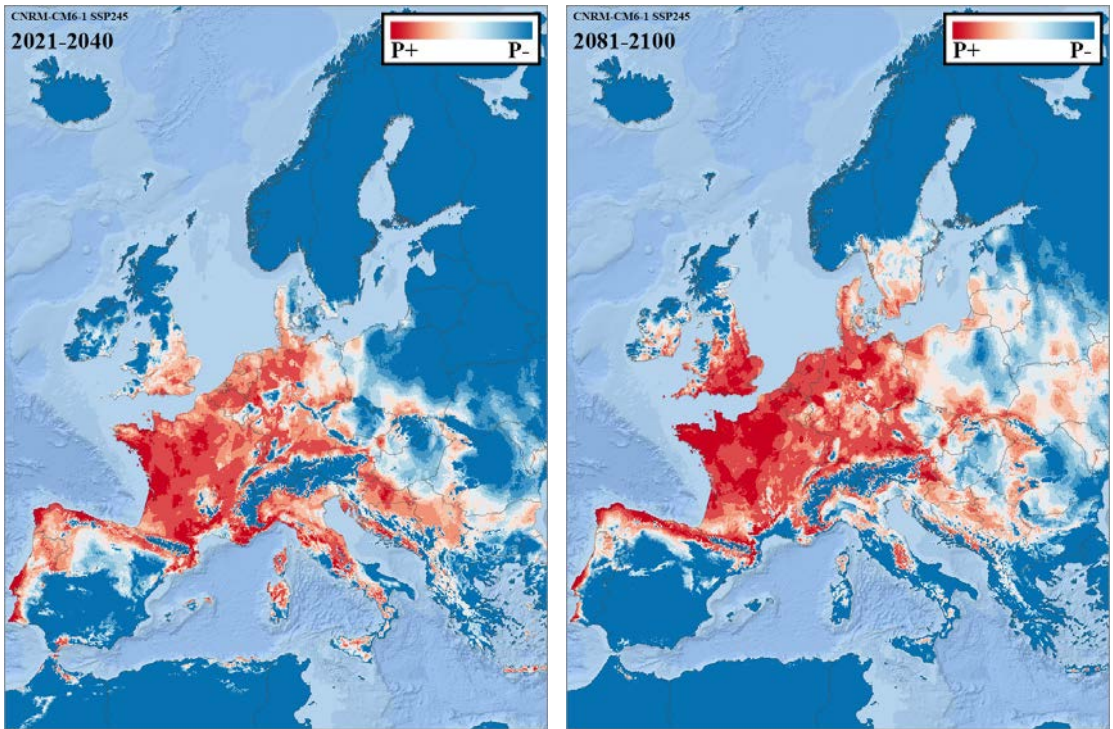 CNRM-CM6-1 SSP245
2021-2040
P+ P-
CNRM-CM6-1 SSP245
2081-2100
P+ P-